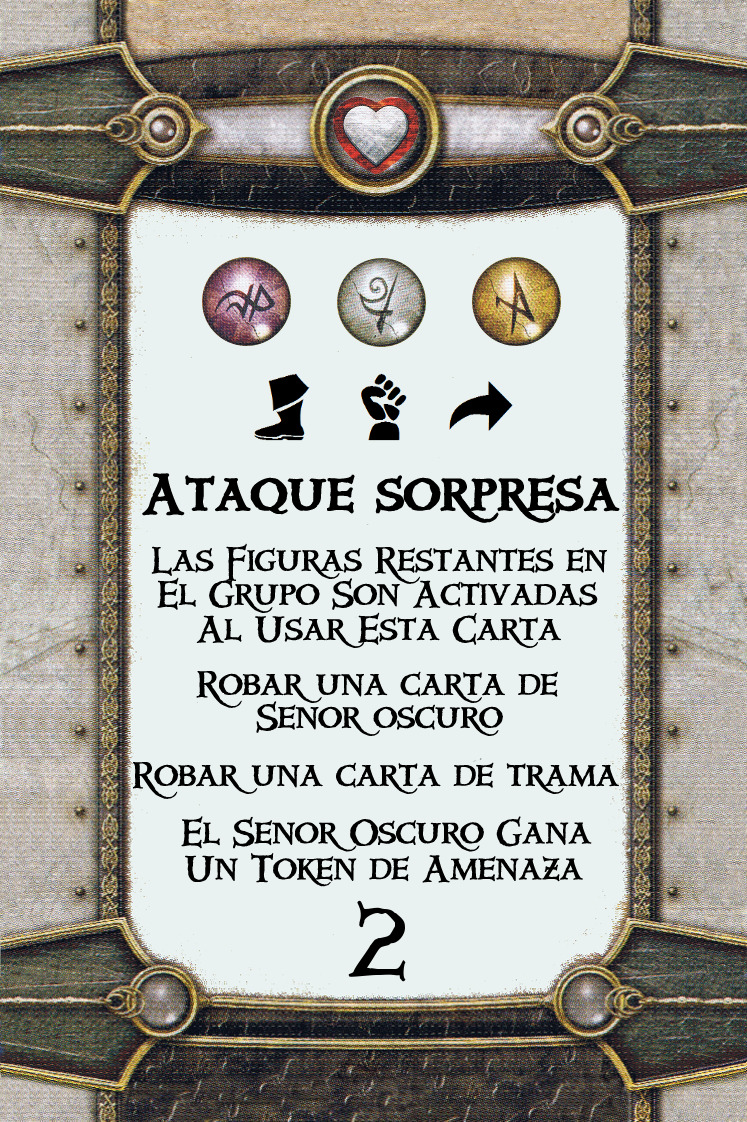 Ataque sorpresa
Las Figuras Restantes en
El Grupo Son Activadas
Al Usar Esta Carta
Robar una carta de
Senor oscuro
Robar una carta de trama
El Senor Oscuro Gana
Un Token de Amenaza
2